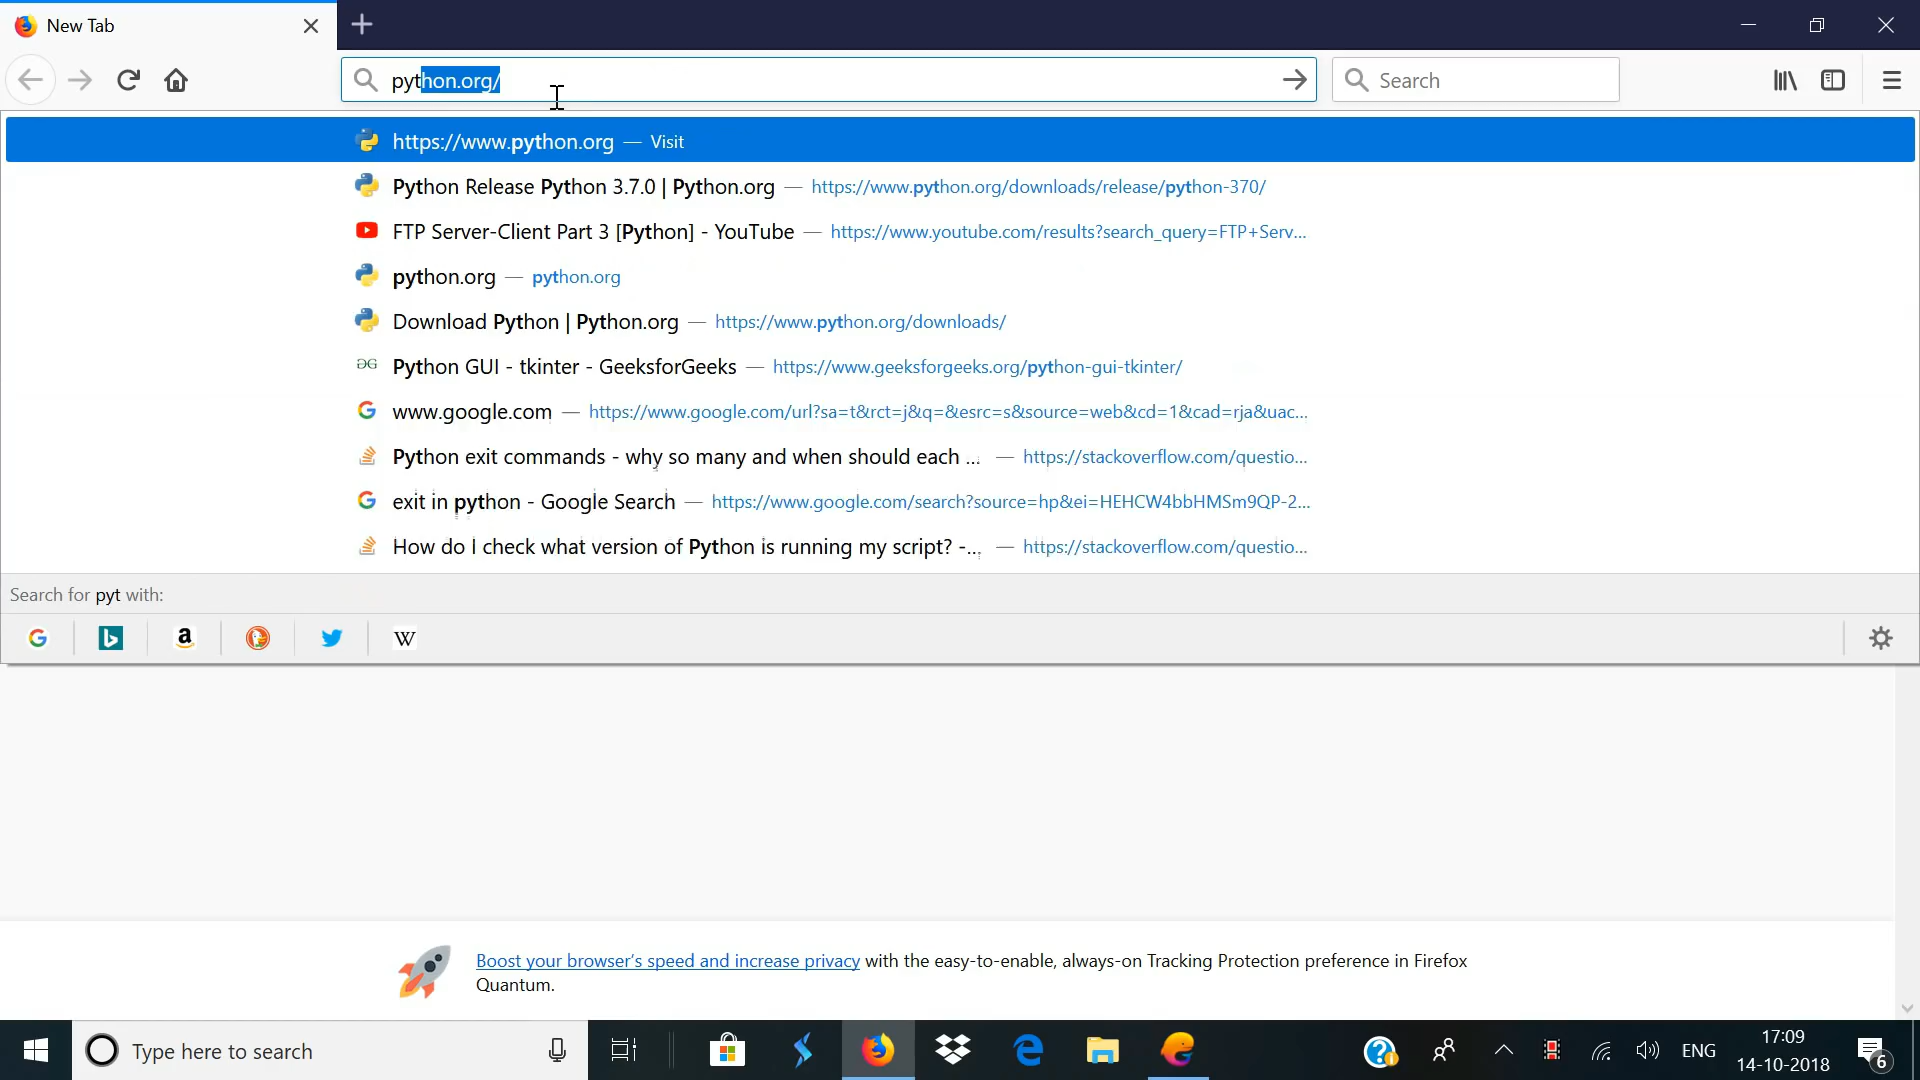 New Tab
python.org/
Search
https://www.python.org — Visit
Python Release Python 3.7.0 | Python.org — https://www.python.org/downloads/release/python-370/
FTP Server-Client Part 3 [Python] - YouTube — https://www.youtube.com/results?search_query=FTP+Serv...
python.org — python.org
Download Python | Python.org — https://www.python.org/downloads/
Python GUI - tkinter - GeeksforGeeks — https://www.geeksforgeeks.org/python-gui-tkinter/
www.google.com — https://www.google.com/url?sa=t&rct=j&q=&esrc=s&source=web&cd=1&cad=rja&uac...
Python exit commands - why so many and when should each ... — https://stackoverflow.com/questio...
exit in python - Google Search — https://www.google.com/search?source=hp&ei=HEHCW4bbHMSm9QP-2...
How do I check what version of Python is running my script? -... — https://stackoverflow.com/questio...
Search for pyt with:
Boost your browser's speed and increase privacy with the easy-to-enable, always-on Tracking Protection preference in Firefox
Quantum.
Type here to search
ENG
17:09
14-10-2018
6